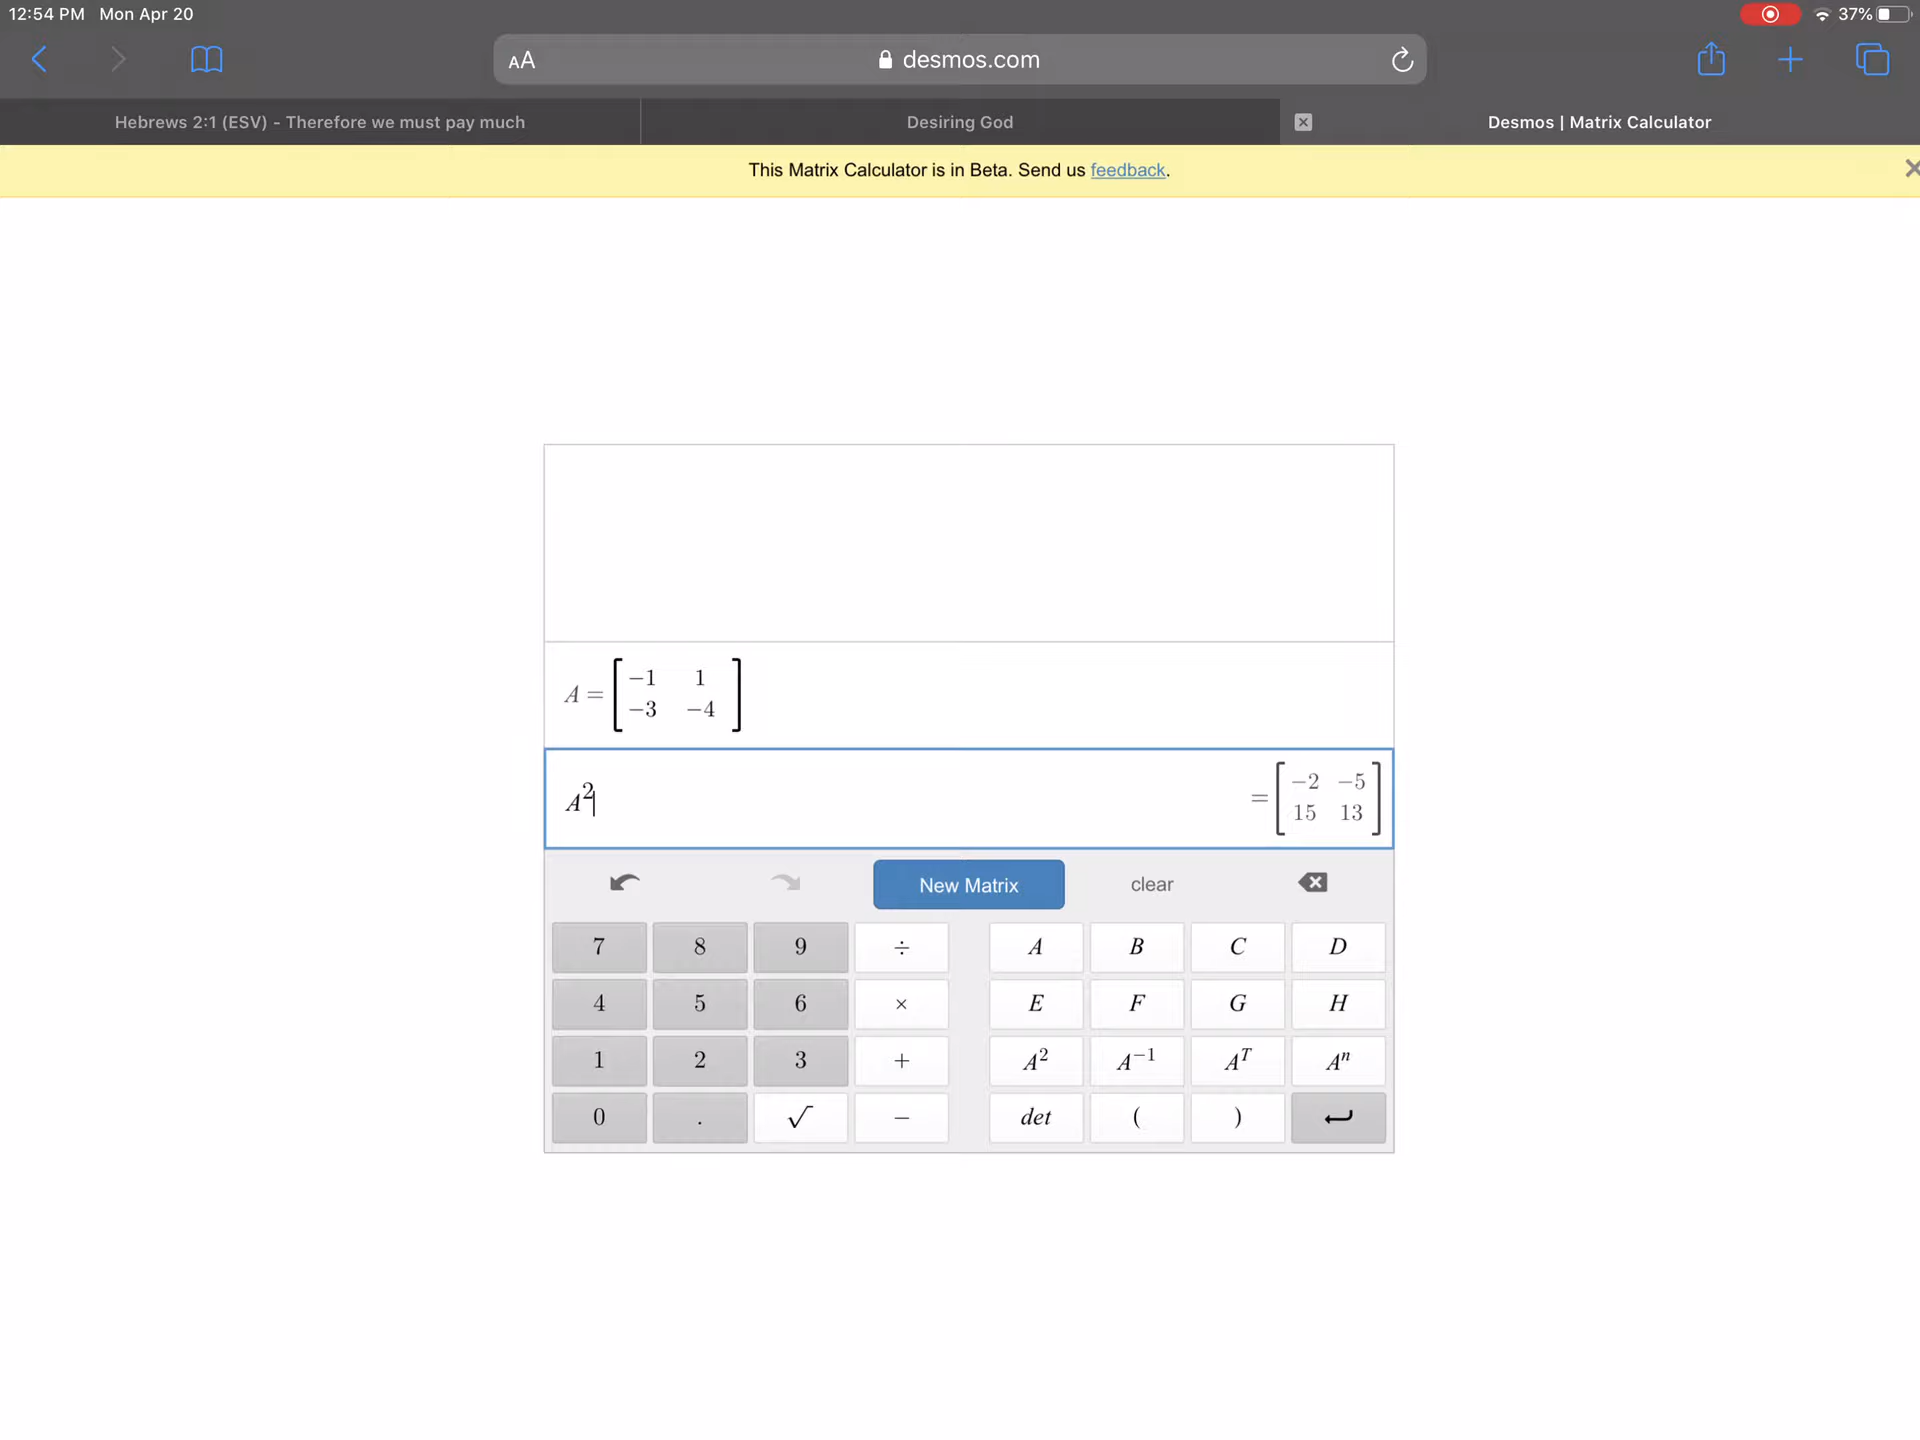 12:54 PM Mon Apr 20 37%
AA desmos.com
Hebrews 2:1 (ESV) - Therefore we must pay much Desiring God Desmos | Matrix Calculator
This Matrix Calculator is in Beta. Send us feedback.
A = [ −1 1
−3 −4 ]
A² = [ −2 −5
15 13 ]
New Matrix clear
7 8 9 ÷ A B C D
4 5 6 × E F G H
1 2 3 + A² A⁻¹ Aᵀ Aⁿ
0 . √ − det ( )